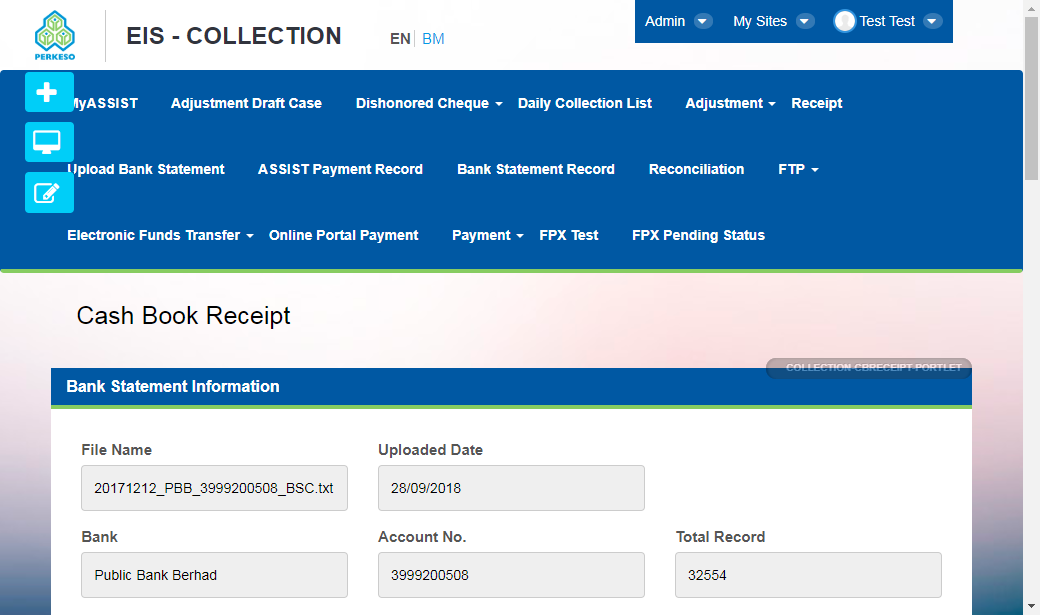 Admin My Sites Test Test
EIS - COLLECTION EN BM
PERKESO
MyASSIST Adjustment Draft Case Dishonored Cheque Daily Collection List Adjustment Receipt
Upload Bank Statement ASSIST Payment Record Bank Statement Record Reconciliation FTP
Electronic Funds Transfer Online Portal Payment Payment FPX Test FPX Pending Status
Cash Book Receipt
COLLECTION-CBRECEIPT-PORTLET
Bank Statement Information
File Name Uploaded Date
20171212_PBB_3999200508_BSC.txt 28/09/2018
Bank Account No. Total Record
Public Bank Berhad 3999200508 32554